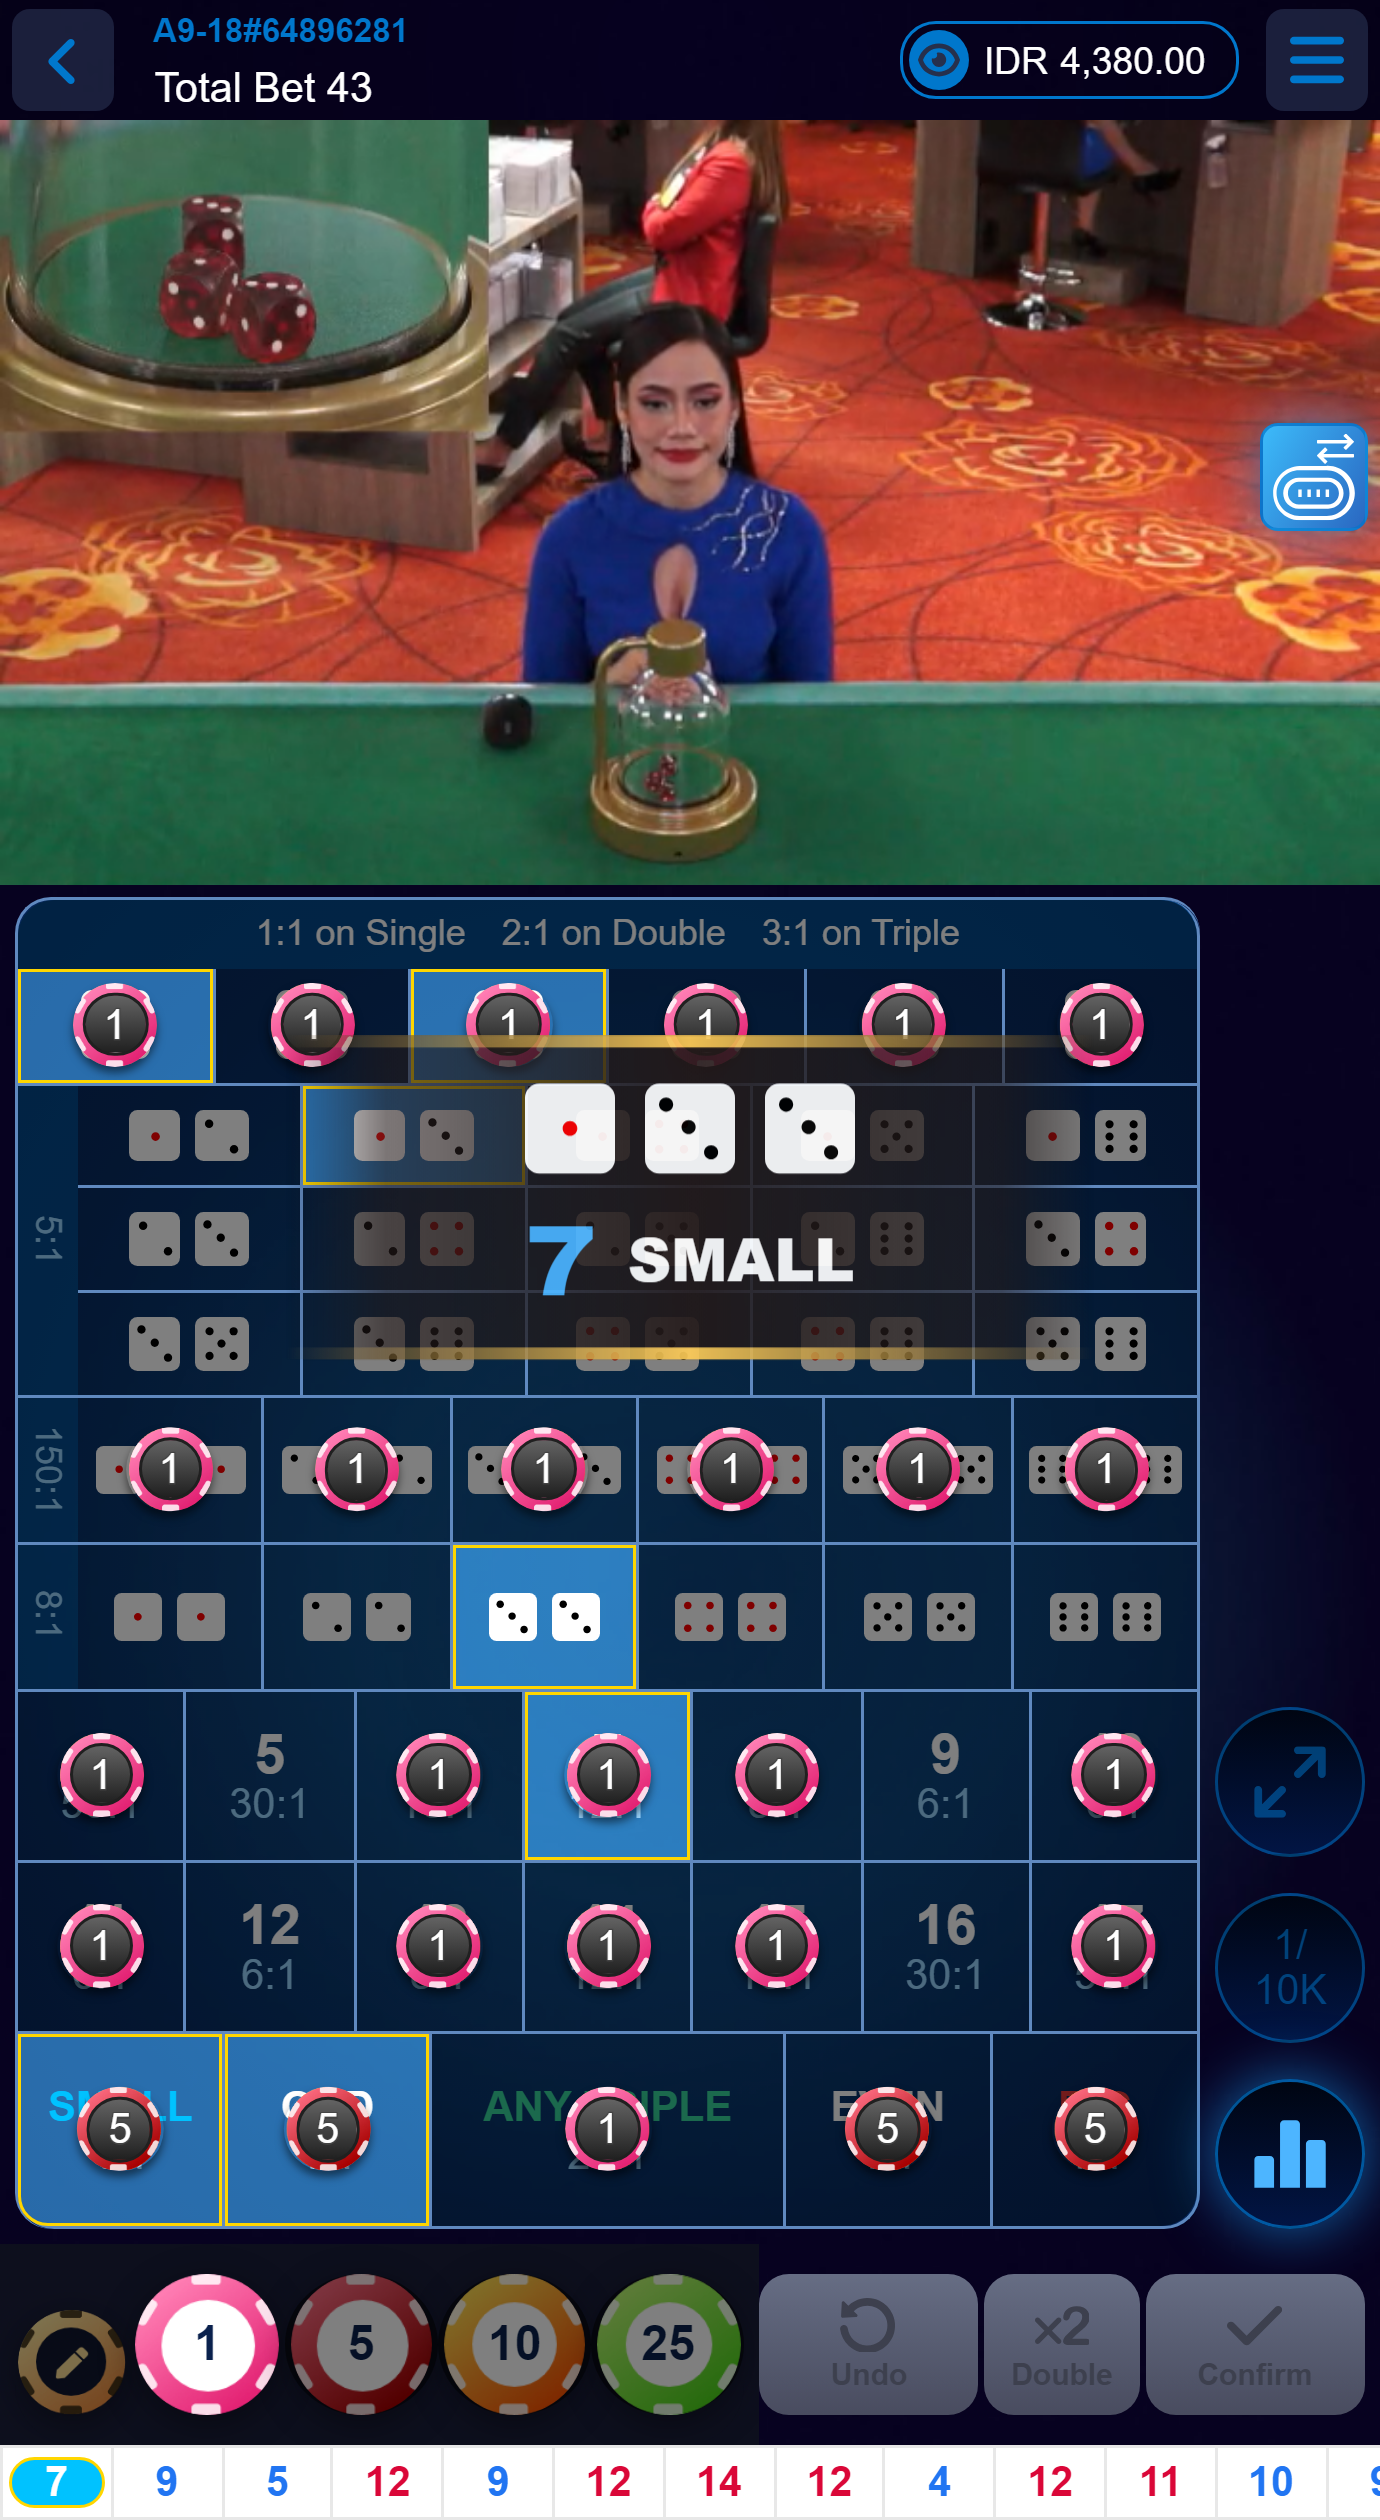 A9-18#64896281
Total Bet 43
IDR 4,380.00
1:1 on Single 2:1 on Double 3:1 on Triple
1 1 1 1 1 1
5:1
7 SMALL
150:1
1 1 1 1 1 1
8:1
1 5 1 1 1 9 1
30:1 6:1
1 12 1 1 1 16 1
6:1 30:1
1/
10K
ANY
5 5 1 5 5
1 5 10 25
x2
Undo Double Confirm
7 9 5 12 9 12 14 12 4 12 11 10